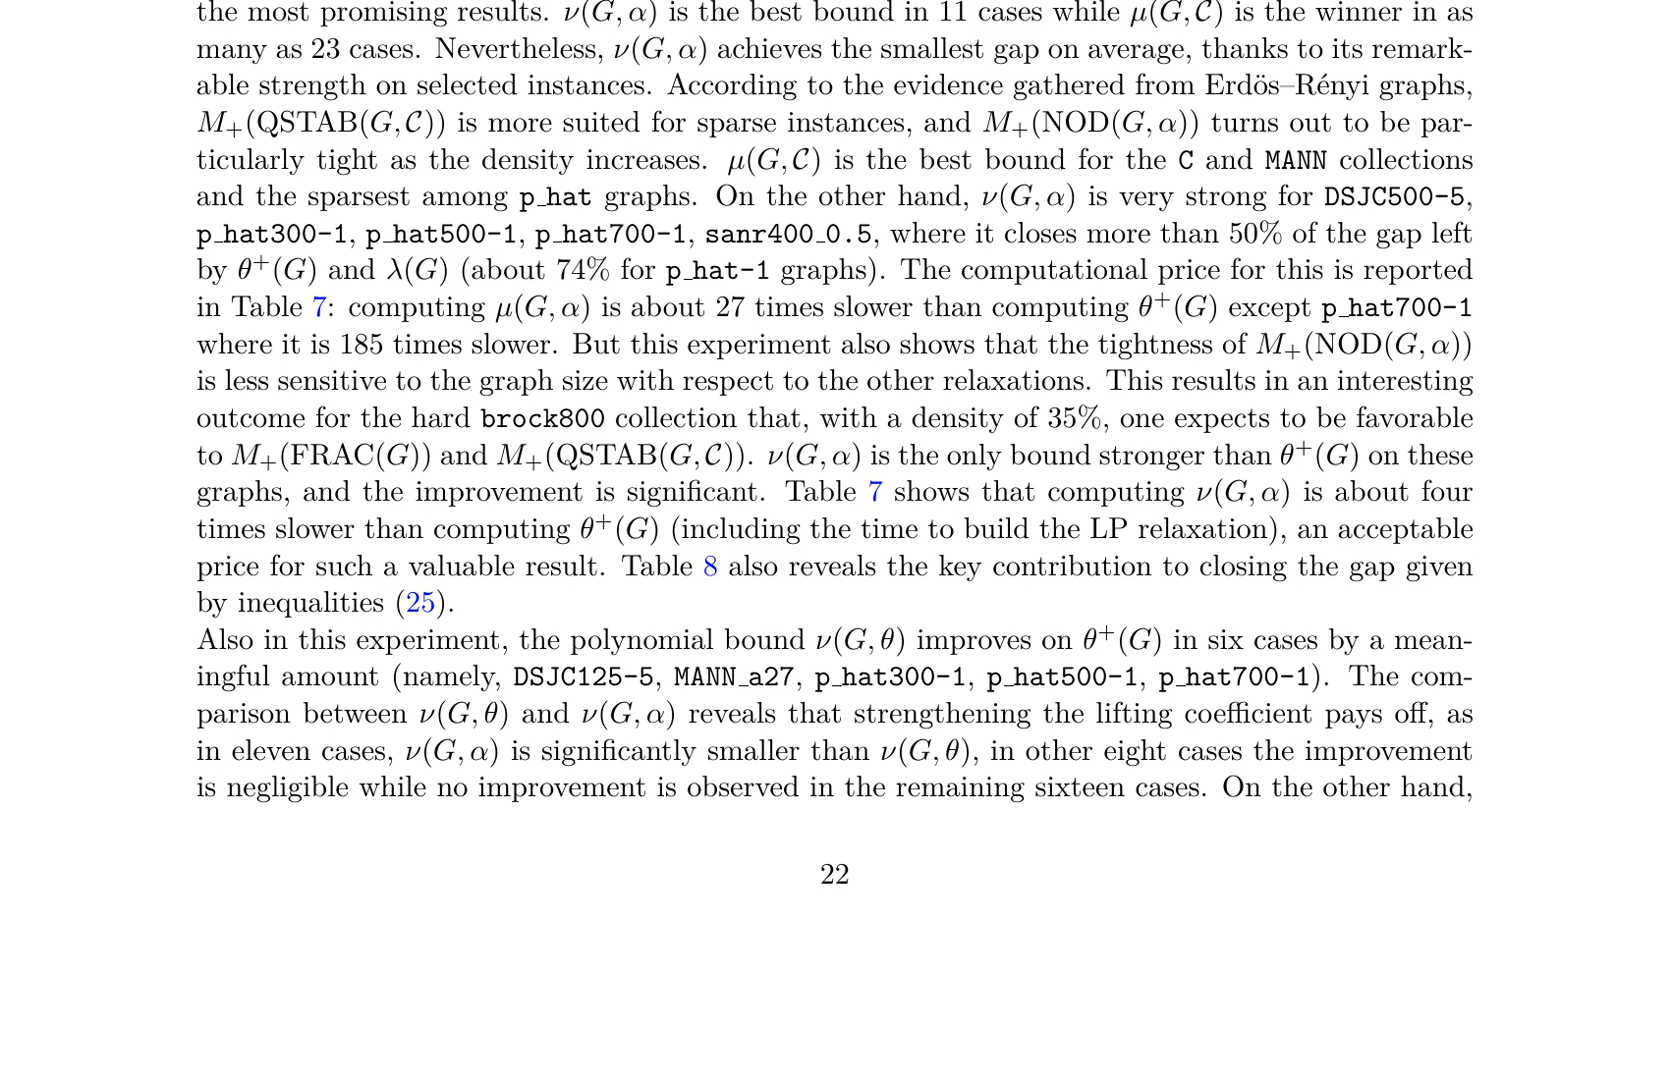 the most promising results. ν(G, α) is the best bound in 11 cases while μ(G, 𝒞) is the winner in as
many as 23 cases. Nevertheless, ν(G, α) achieves the smallest gap on average, thanks to its remark-
able strength on selected instances. According to the evidence gathered from Erdös–Rényi graphs,
M₊(QSTAB(G, 𝒞)) is more suited for sparse instances, and M₊(NOD(G, α)) turns out to be par-
ticularly tight as the density increases. μ(G, 𝒞) is the best bound for the C and MANN collections
and the sparsest among p_hat graphs. On the other hand, ν(G, α) is very strong for DSJC500-5,
p_hat300-1, p_hat500-1, p_hat700-1, sanr400_0.5, where it closes more than 50% of the gap left
by θ⁺(G) and λ(G) (about 74% for p_hat-1 graphs). The computational price for this is reported
in Table 7: computing μ(G, α) is about 27 times slower than computing θ⁺(G) except p_hat700-1
where it is 185 times slower. But this experiment also shows that the tightness of M₊(NOD(G, α))
is less sensitive to the graph size with respect to the other relaxations. This results in an interesting
outcome for the hard brock800 collection that, with a density of 35%, one expects to be favorable
to M₊(FRAC(G)) and M₊(QSTAB(G, 𝒞)). ν(G, α) is the only bound stronger than θ⁺(G) on these
graphs, and the improvement is significant. Table 7 shows that computing ν(G, α) is about four
times slower than computing θ⁺(G) (including the time to build the LP relaxation), an acceptable
price for such a valuable result. Table 8 also reveals the key contribution to closing the gap given
by inequalities (25).
Also in this experiment, the polynomial bound ν(G, θ) improves on θ⁺(G) in six cases by a mean-
ingful amount (namely, DSJC125-5, MANN_a27, p_hat300-1, p_hat500-1, p_hat700-1). The com-
parison between ν(G, θ) and ν(G, α) reveals that strengthening the lifting coefficient pays off, as
in eleven cases, ν(G, α) is significantly smaller than ν(G, θ), in other eight cases the improvement
is negligible while no improvement is observed in the remaining sixteen cases. On the other hand,
22